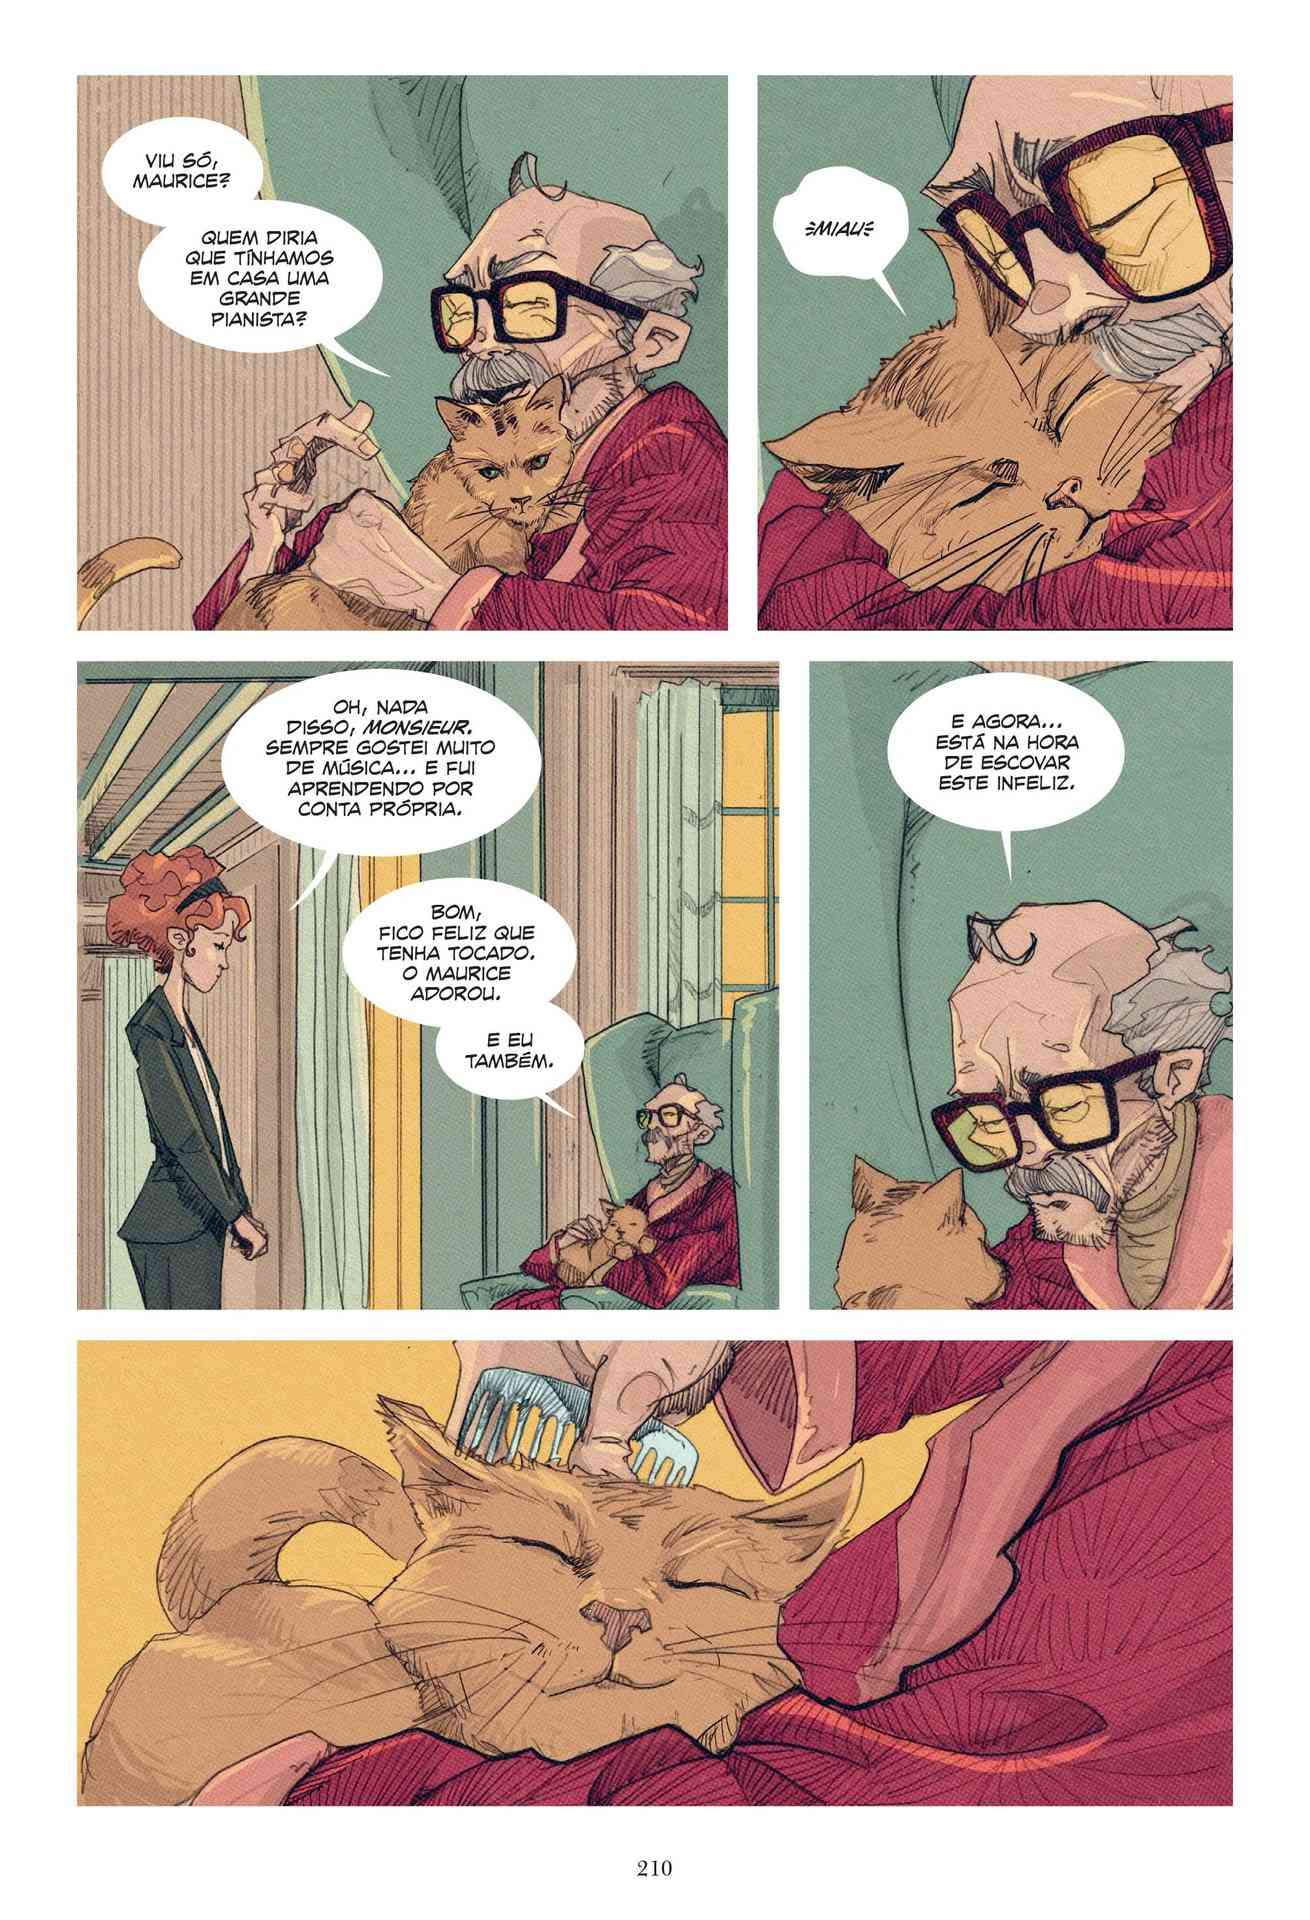 VIU SÓ,
MAURICE?
QUEM DIRIA
QUE TÍNHAMOS
EM CASA UMA
GRANDE
PIANISTA?
MIAU
OH, NADA
DISSO, MONSIEUR.
SEMPRE GOSTEI MUITO
DE MÚSICA... E FUI
APRENDENDO POR
CONTA PRÓPRIA.
BOM,
FICO FELIZ QUE
TENHA TOCADO.
O MAURICE
ADOROU.
E EU
TAMBÉM.
E AGORA...
ESTÁ NA HORA
DE ESCOVAR
ESTE INFELIZ.
210